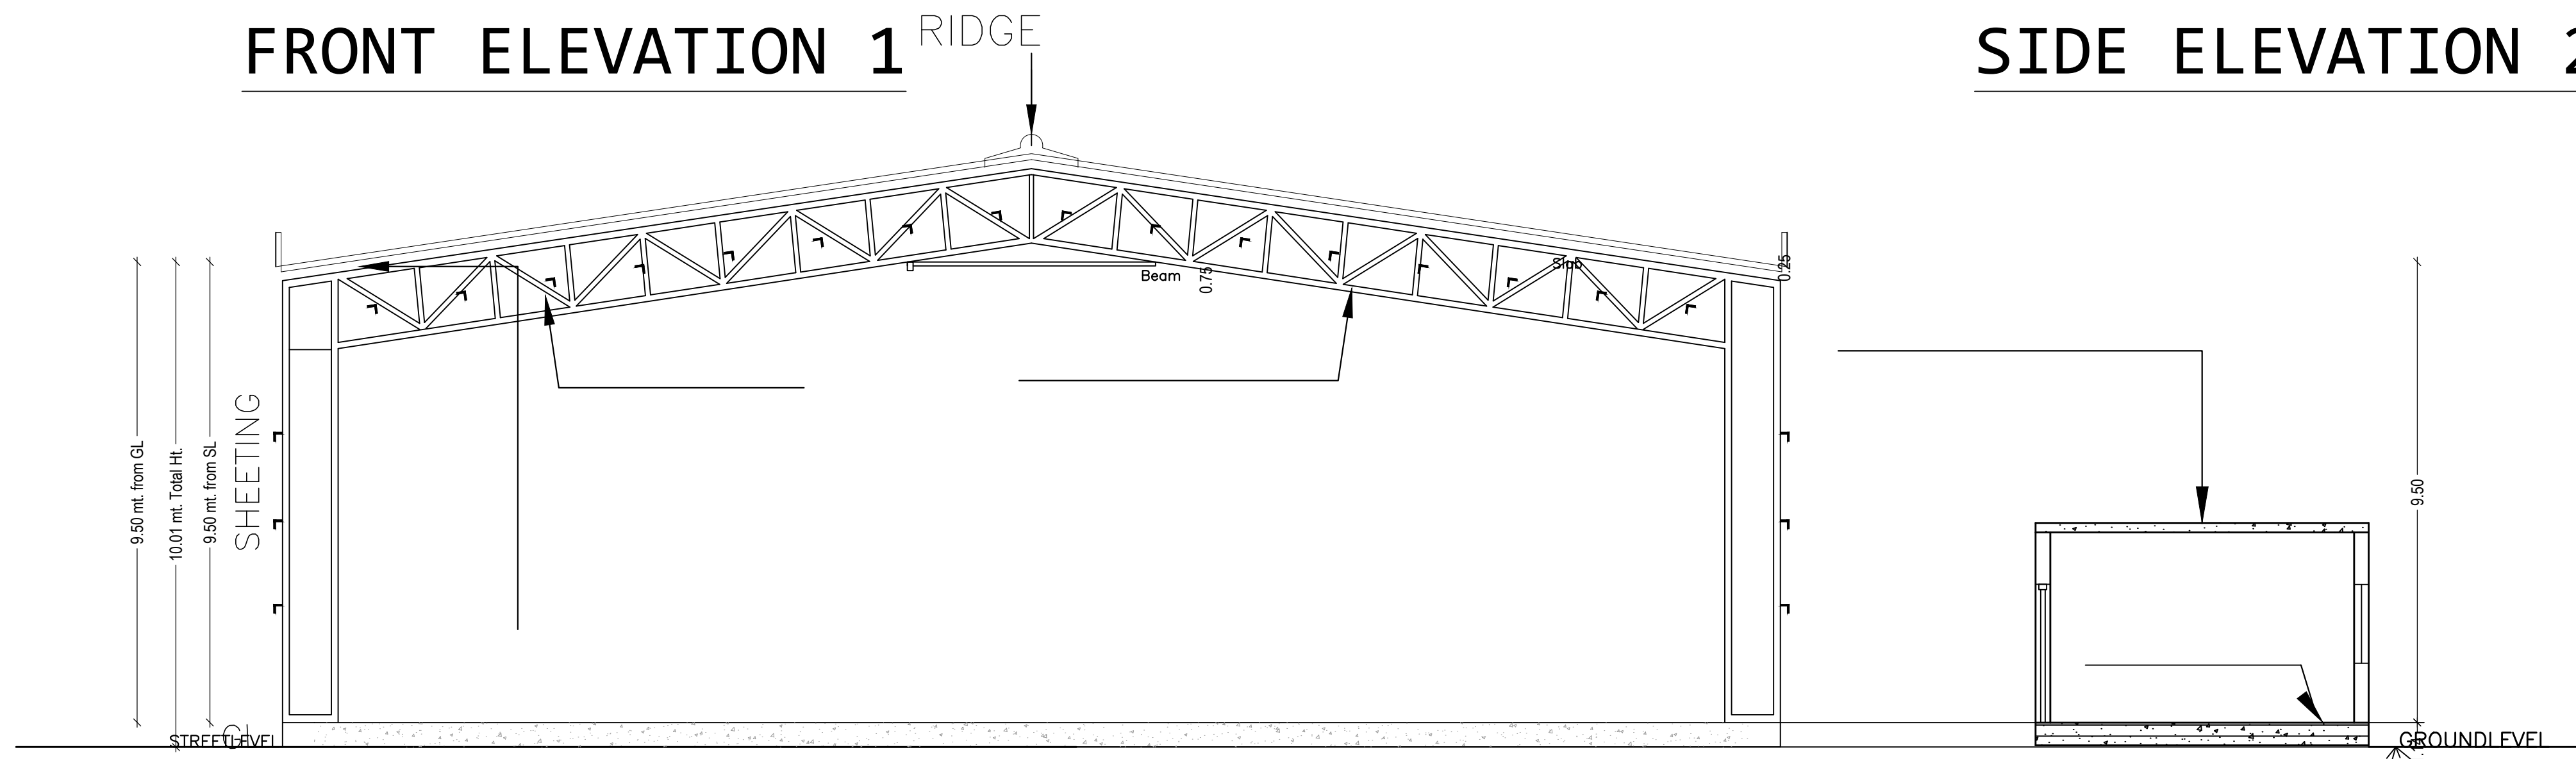 FRONT ELEVATION 1
RIDGE
SIDE ELEVATION 2
Beam
0.75
Slab
0.25
9.50 mt. from GL
10.01 mt. Total Ht.
9.50 mt. from SL
SHEETING
9.50
GL
STREETLEVEL
GROUNDLEVEL